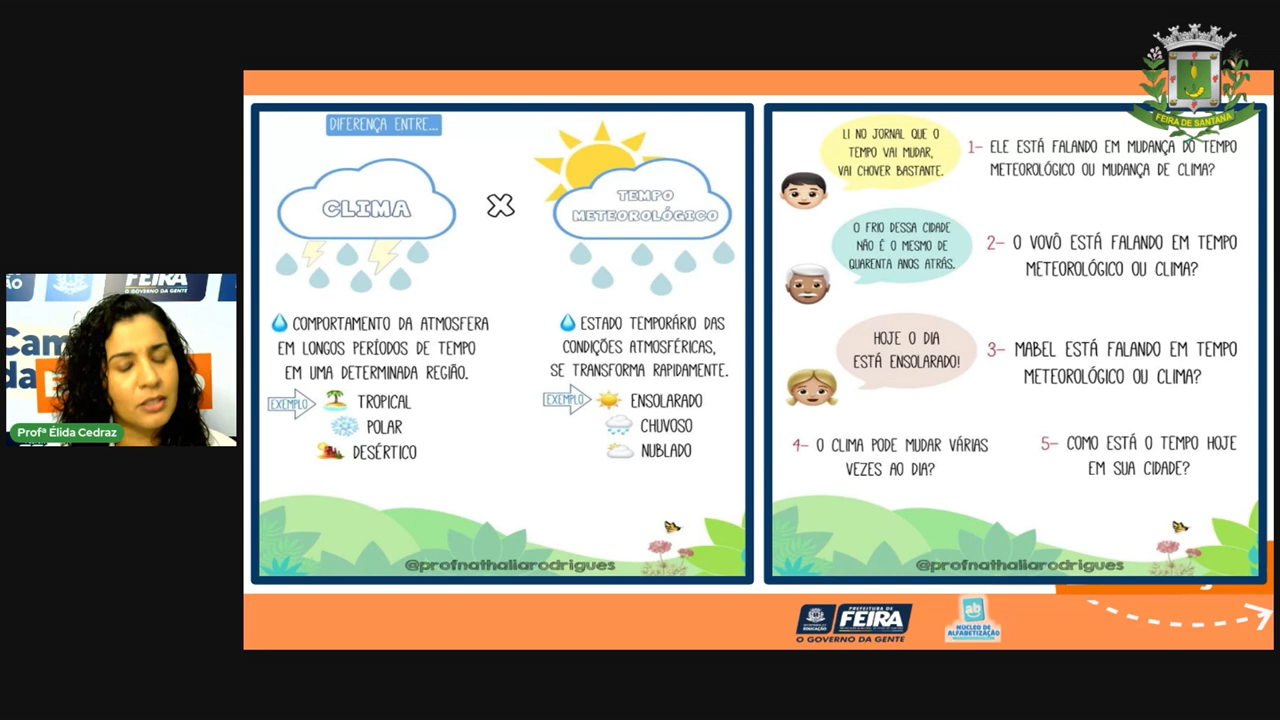 FEIRA DE SANTANA
DIFERENÇA ENTRE...
CLIMA
X
TEMPO
METEOROLÓGICO
COMPORTAMENTO DA ATMOSFERA
EM LONGOS PERÍODOS DE TEMPO
EM UMA DETERMINADA REGIÃO.
EXEMPLO
TROPICAL
POLAR
DESÉRTICO
ESTADO TEMPORÁRIO DAS
CONDIÇÕES ATMOSFÉRICAS,
SE TRANSFORMA RAPIDAMENTE.
EXEMPLO
ENSOLARADO
CHUVOSO
NUBLADO
@profnathaliarodrigues
LI NO JORNAL QUE O
TEMPO VAI MUDAR,
VAI CHOVER BASTANTE.
1- ELE ESTÁ FALANDO EM MUDANÇA DO TEMPO
METEOROLÓGICO OU MUDANÇA DE CLIMA?
O FRIO DESSA CIDADE
NÃO É O MESMO DE
QUARENTA ANOS ATRÁS.
2- O VOVÔ ESTÁ FALANDO EM TEMPO
METEOROLÓGICO OU CLIMA?
HOJE O DIA
ESTÁ ENSOLARADO!
3- MABEL ESTÁ FALANDO EM TEMPO
METEOROLÓGICO OU CLIMA?
4- O CLIMA PODE MUDAR VÁRIAS
VEZES AO DIA?
5- COMO ESTÁ O TEMPO HOJE
EM SUA CIDADE?
@profnathaliarodrigues
FEIRA
O GOVERNO DA GENTE
Cam
da
Profª Élida Cedraz
EDUCAÇÃO
PREFEITURA DE
FEIRA
O GOVERNO DA GENTE
ab
NÚCLEO DE
ALFABETIZAÇÃO